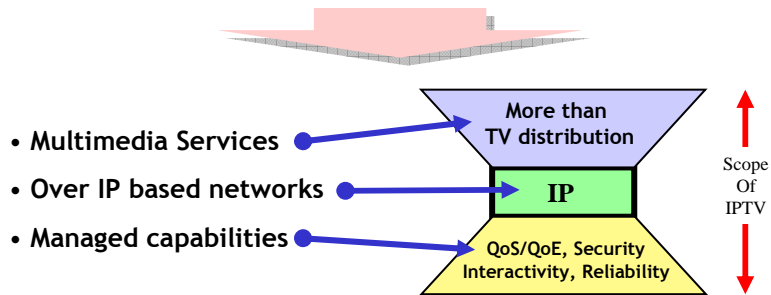 More than
TV distribution
• Multimedia Services
• Over IP based networks
IP
Scope
Of
IPTV
• Managed capabilities
QoS/QoE, Security
Interactivity, Reliability